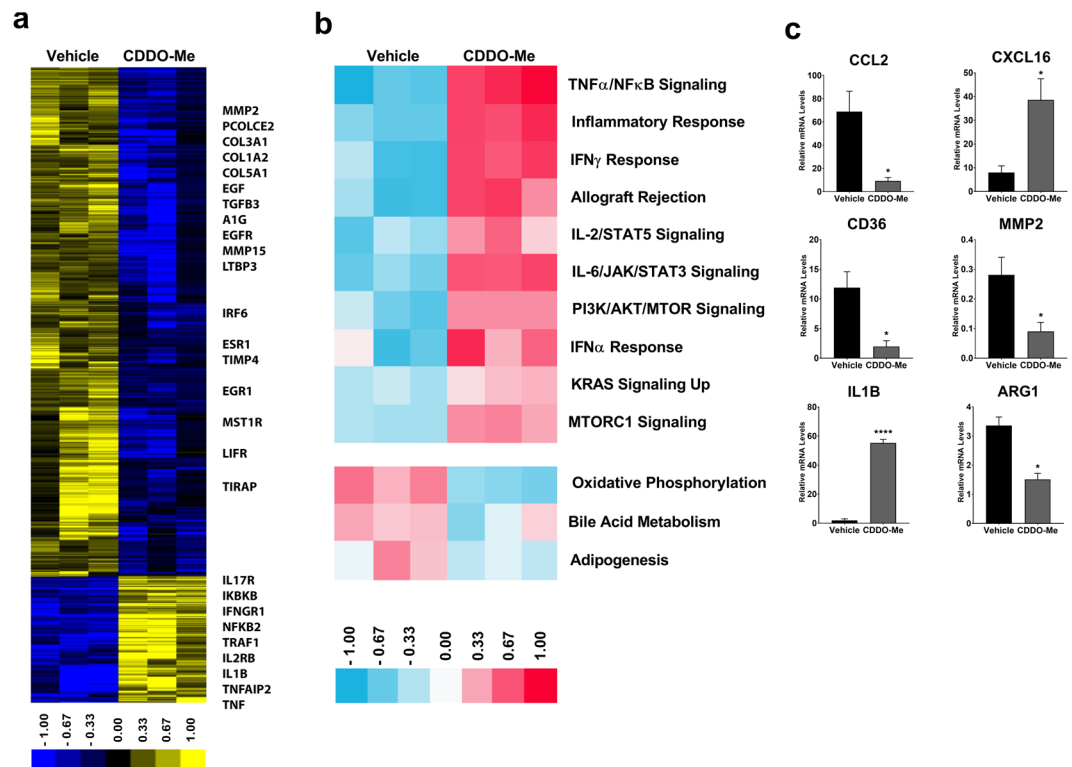 a
Vehicle CDDO-Me
MMP2
PCOLCE2
COL3A1
COL1A2
COL5A1
EGF
TGFB3
A1G
EGFR
MMP15
LTBP3
IRF6
ESR1
TIMP4
EGR1
MST1R
LIFR
TIRAP
IL17R
IKBKB
IFNGR1
NFKB2
TRAF1
IL2RB
IL1B
TNFAIP2
TNF
- 1.00
- 0.67
- 0.33
0.00
0.33
0.67
1.00
b
Vehicle CDDO-Me
TNFα/NFκB Signaling
Inflammatory Response
IFNγ Response
Allograft Rejection
IL-2/STAT5 Signaling
IL-6/JAK/STAT3 Signaling
PI3K/AKT/MTOR Signaling
IFNα Response
KRAS Signaling Up
MTORC1 Signaling
Oxidative Phosphorylation
Bile Acid Metabolism
Adipogenesis
- 1.00
- 0.67
- 0.33
0.00
0.33
0.67
1.00
c
CCL2
Relative mRNA Levels
100
80
60
40
20
0
*
Vehicle CDDO-Me
CXCL16
Relative mRNA Levels
50
40
30
20
10
0
*
Vehicle CDDO-Me
CD36
Relative mRNA Levels
20
15
10
5
0
*
Vehicle CDDO-Me
MMP2
Relative mRNA Levels
0.4
0.3
0.2
0.1
0.0
*
Vehicle CDDO-Me
IL1B
Relative mRNA Levels
80
60
40
20
0
****
Vehicle CDDO-Me
ARG1
Relative mRNA Levels
4
3
2
1
0
*
Vehicle CDDO-Me